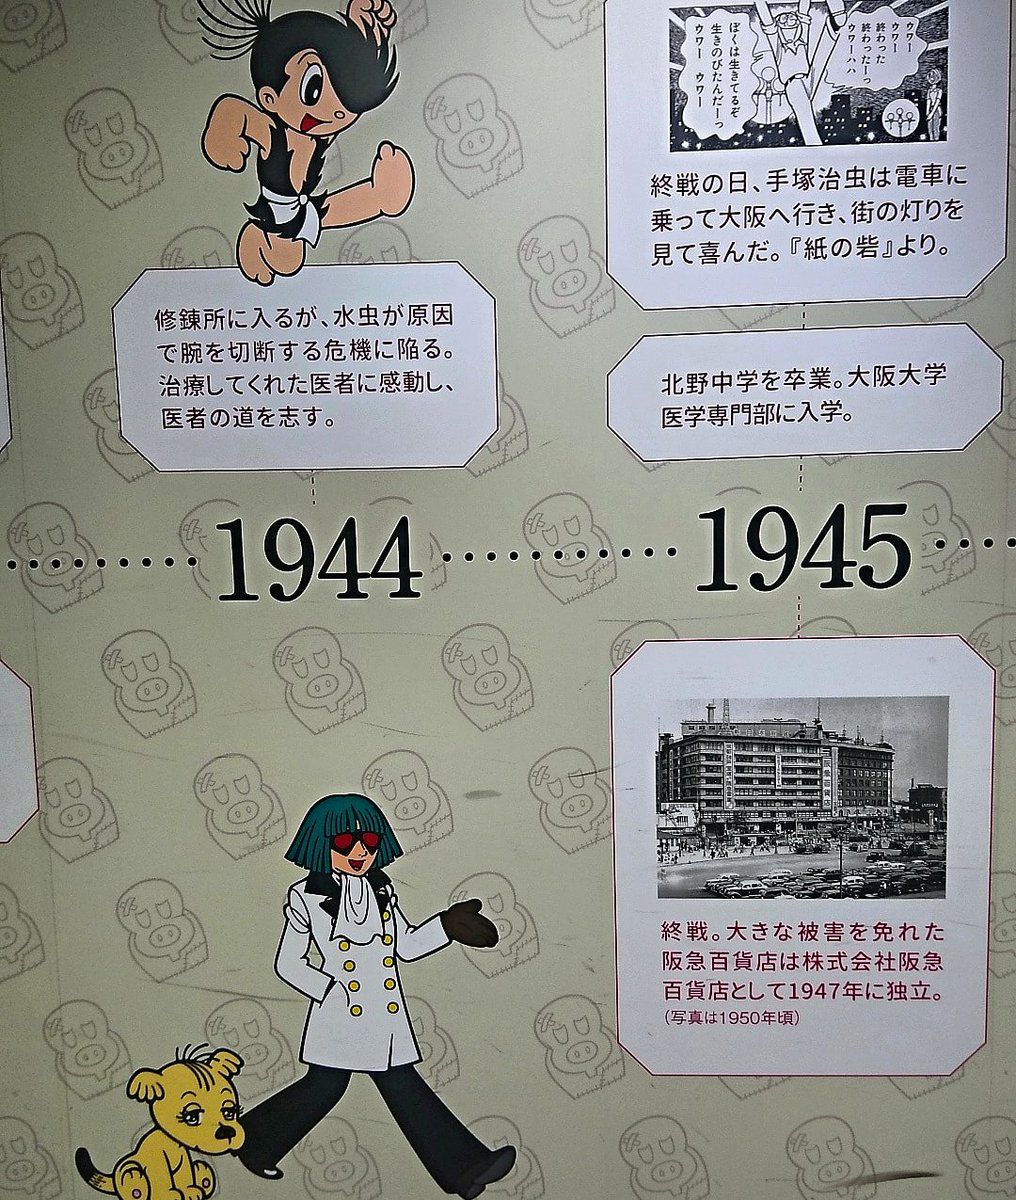 修錬所に入るが、水虫が原因
で腕を切断する危機に陥る。
治療してくれた医者に感動し、
医者の道を志す。
1944
ウワー
ウワー
終わったーっ
ウワーハハ
ぼくは生きてるぞ
生きのびたんだーっ
ウワー ウワー
終戦の日、手塚治虫は電車に
乗って大阪へ行き、街の灯りを
見て喜んだ。『紙の砦』より。
北野中学を卒業。大阪大学
医学専門部に入学。
1945
終戦。大きな被害を免れた
阪急百貨店は株式会社阪急
百貨店として1947年に独立。
(写真は1950年頃)